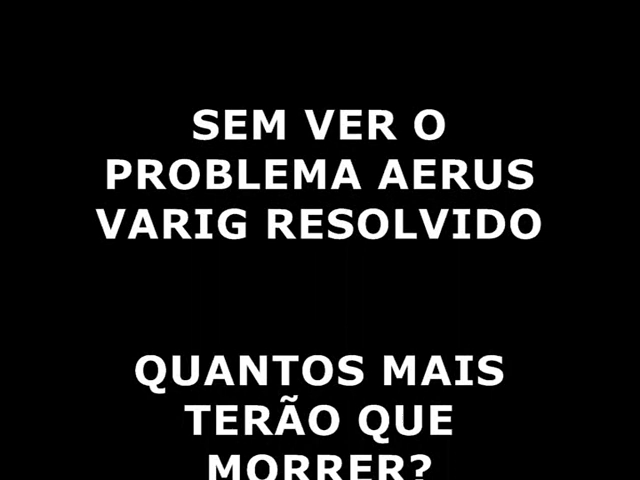 SEM VER O
PROBLEMA AERUS
VARIG RESOLVIDO
QUANTOS MAIS
TERÃO QUE
MORRER?